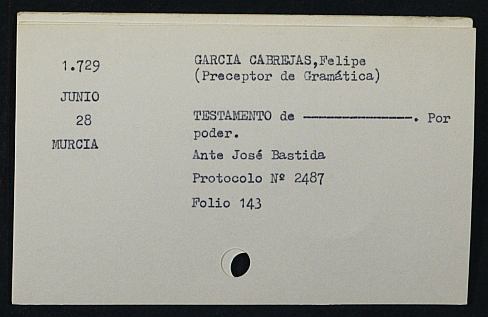 1.729
JUNIO
28
MURCIA
GARCIA CABREJAS,Felipe
(Preceptor de Gramática)
TESTAMENTO de ----------------. Por
poder.
Ante José Bastida
Protocolo Nº 2487
Folio 143